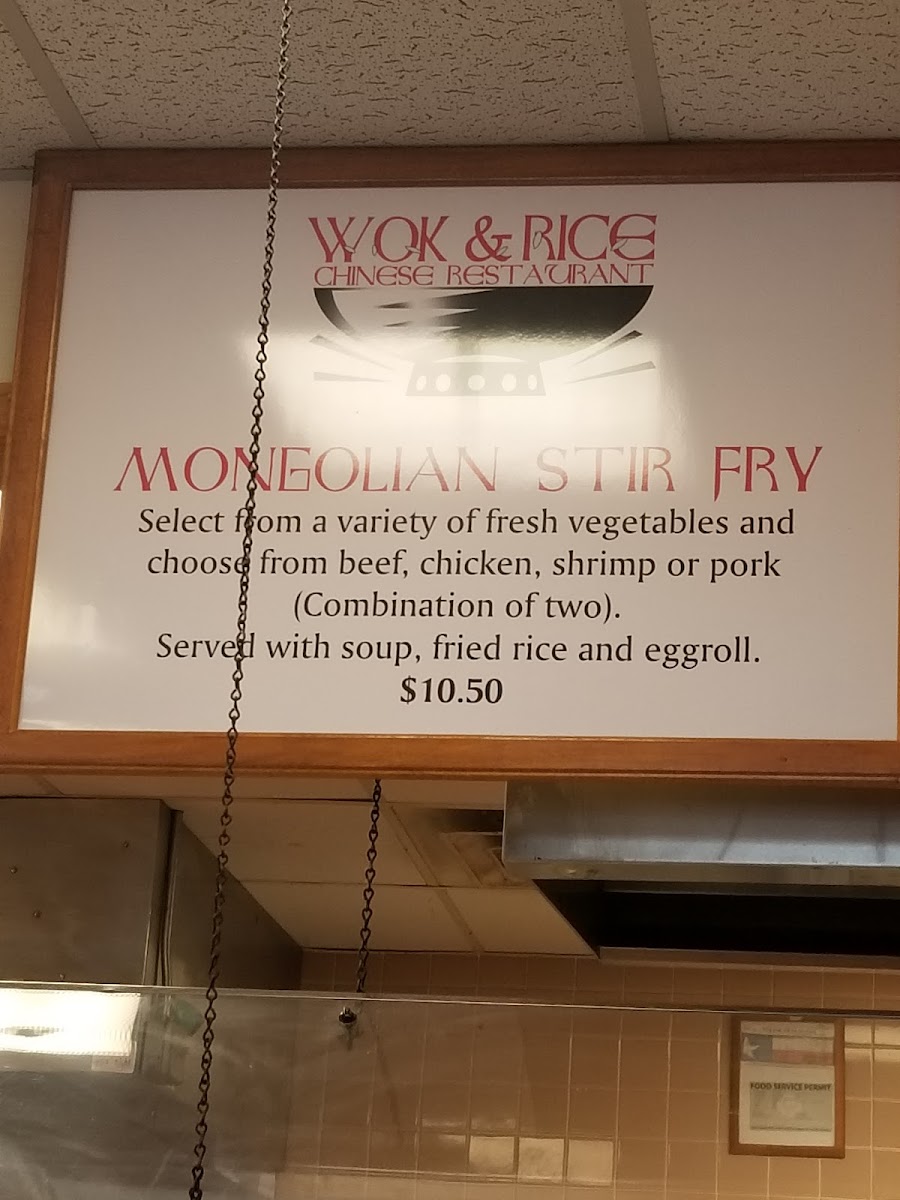 WOK & RICE
CHINESE RESTAURANT
MONGOLIAN STIR FRY
Select from a variety of fresh vegetables and
choose from beef, chicken, shrimp or pork
(Combination of two).
Served with soup, fried rice and eggroll.
$10.50
FOOD SERVICE PERMIT